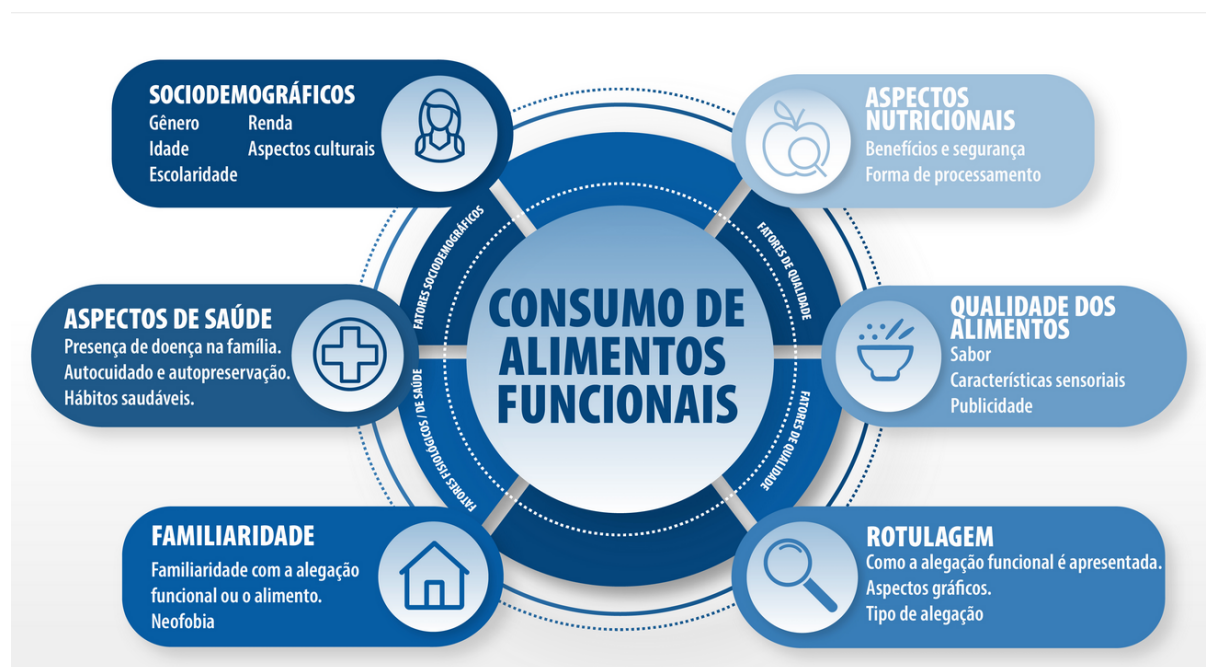 SOCIODEMOGRÁFICOS
Gênero Renda
Idade Aspectos culturais
Escolaridade
ASPECTOS DE SAÚDE
Presença de doença na família.
Autocuidado e autopreservação.
Hábitos saudáveis.
FAMILIARIDADE
Familiaridade com a alegação
funcional ou o alimento.
Neofobia
FATORES SOCIODEMOGRÁFICOS
FATORES FISIOLÓGICOS / DE SAÚDE
CONSUMO DE
ALIMENTOS
FUNCIONAIS
FATORES DE QUALIDADE
FATORES DE QUALIDADE
ASPECTOS
NUTRICIONAIS
Benefícios e segurança
Forma de processamento
QUALIDADE DOS
ALIMENTOS
Sabor
Características sensoriais
Publicidade
ROTULAGEM
Como a alegação funcional é apresentada.
Aspectos gráficos.
Tipo de alegação